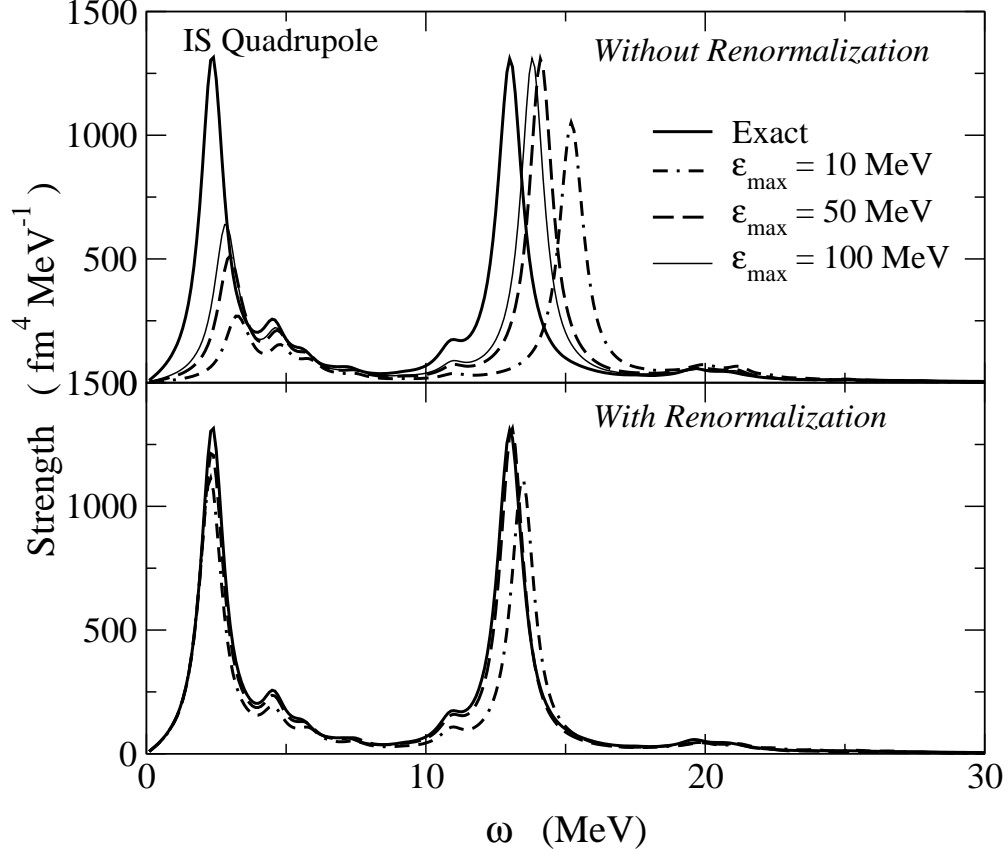 1500
IS Quadrupole
Without Renormalization
1000
Exact
ε_max = 10 MeV
ε_max = 50 MeV
500
ε_max = 100 MeV
Strength ( fm^4 MeV^-1 )
1500
With Renormalization
1000
500
0
0 10 20 30
ω (MeV)